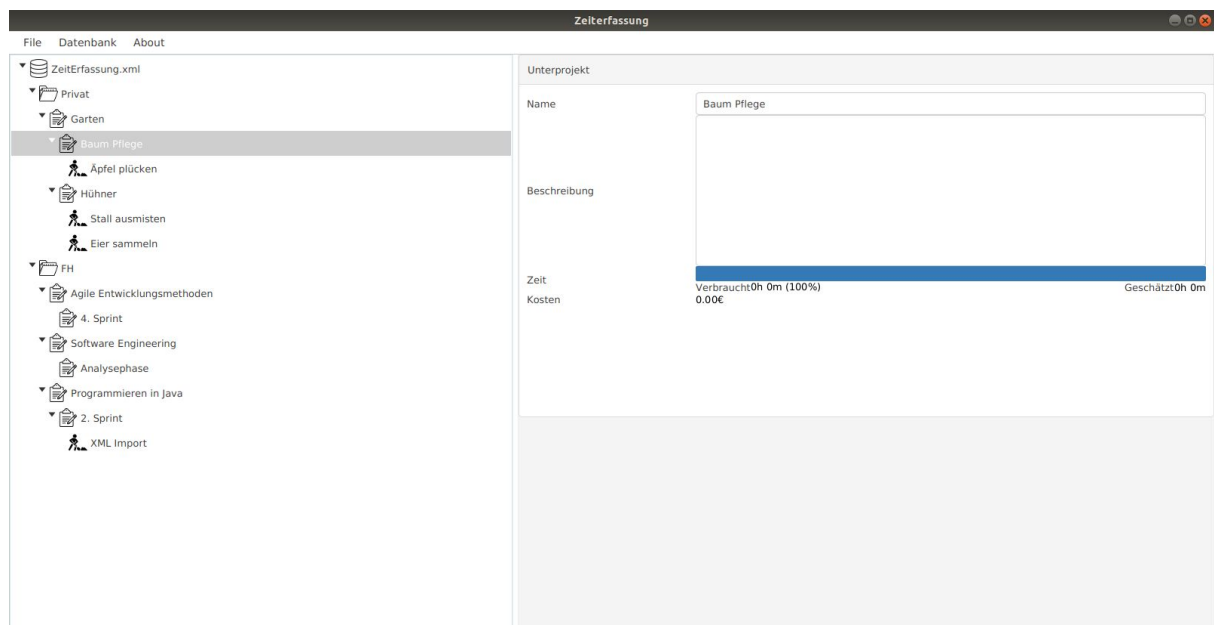 Zeiterfassung
File Datenbank About
ZeitErfassung.xml
Privat
Garten
Baum Pflege
Äpfel plücken
Hühner
Stall ausmisten
Eier sammeln
FH
Agile Entwicklungsmethoden
4. Sprint
Software Engineering
Analysephase
Programmieren in Java
2. Sprint
XML Import
Unterprojekt
Name Baum Pflege
Beschreibung
Zeit
Verbraucht0h 0m (100%) Geschätzt0h 0m
Kosten 0.00€